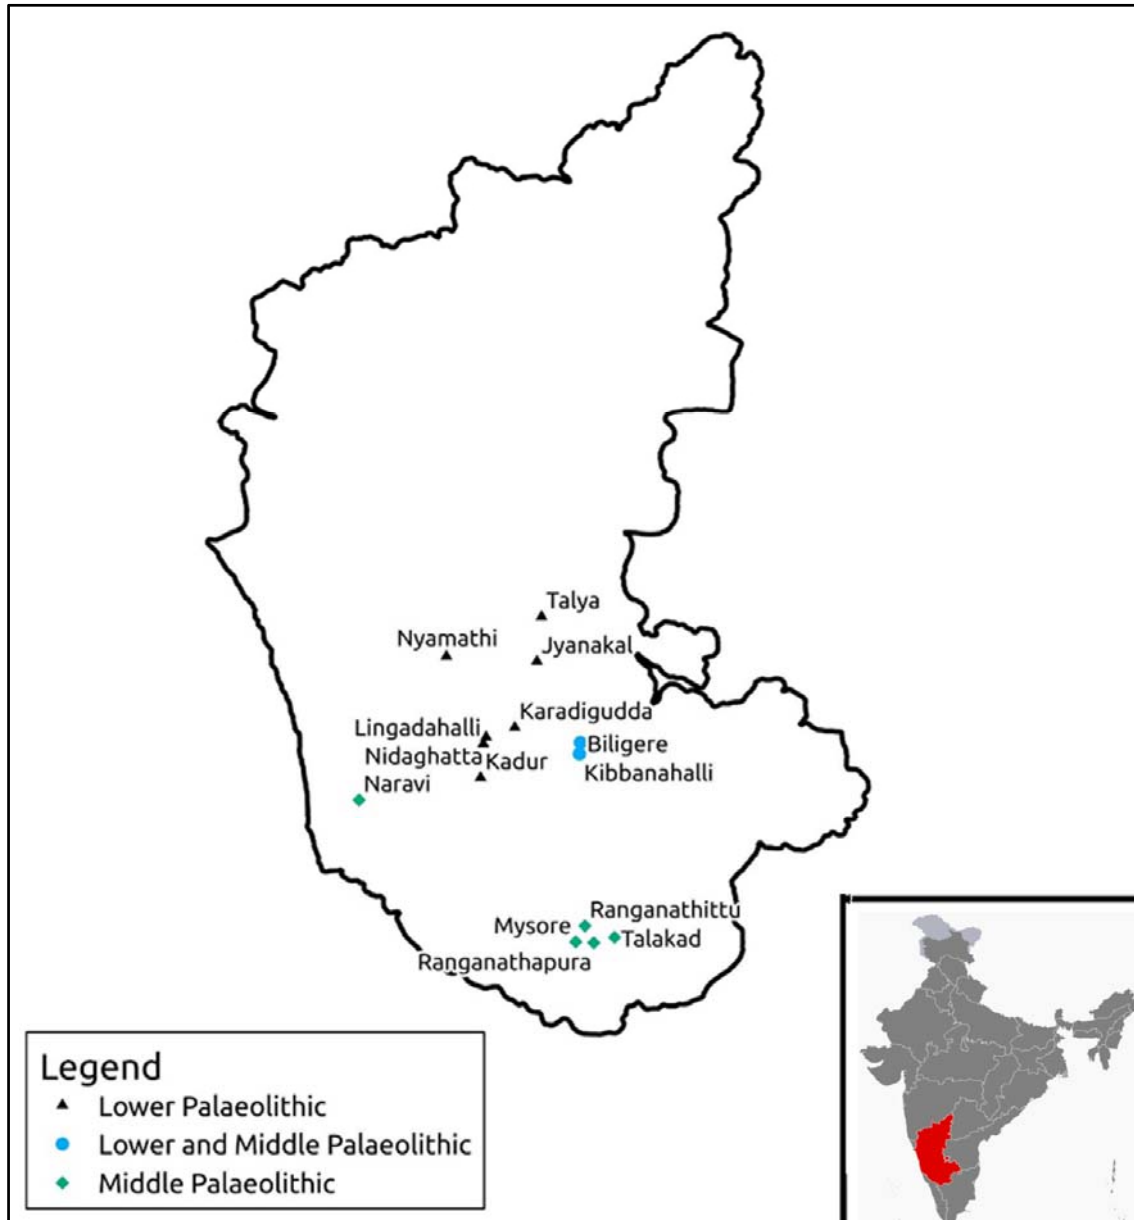 Talya
Nyamathi
Jyanakal
Karadigudda
Lingadahalli
Biligere
Nidaghatta
Kadur
Kibbanahalli
Naravi
Ranganathittu
Mysore
Talakad
Ranganathapura
Legend
Lower Palaeolithic
Lower and Middle Palaeolithic
Middle Palaeolithic